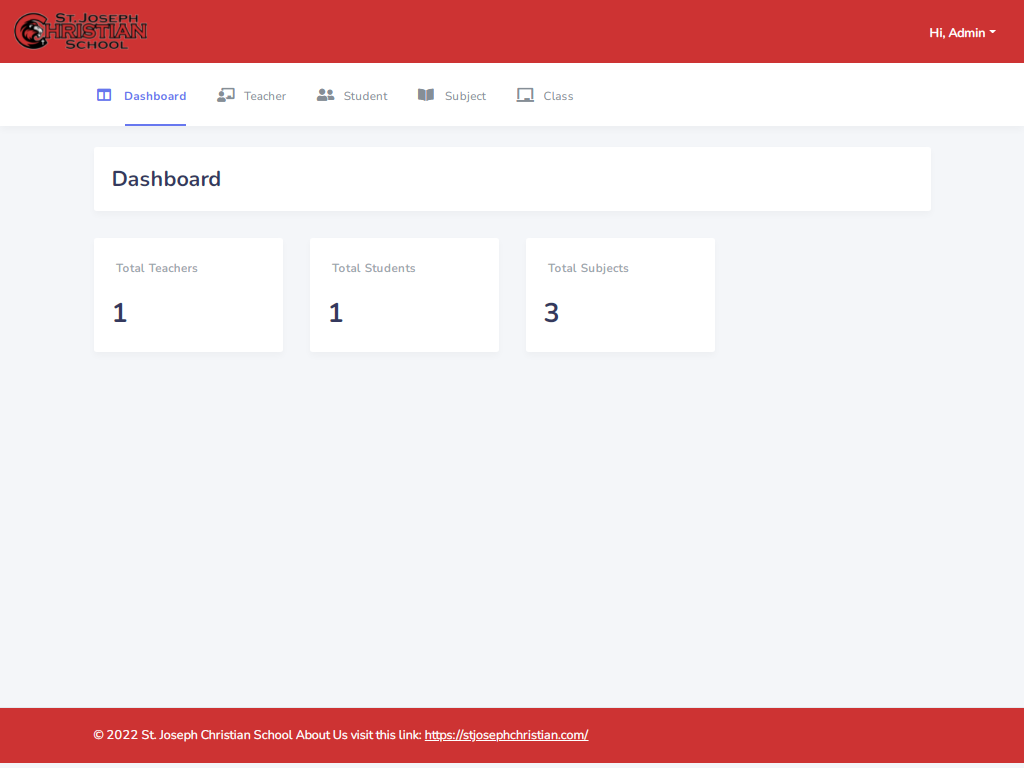 St. Joseph
Christian
School
Hi, Admin
Dashboard
Teacher
Student
Subject
Class
Dashboard
Total Teachers
Total Students
Total Subjects
1
1
3
© 2022 St. Joseph Christian School About Us visit this link: https://stjosephchristian.com/